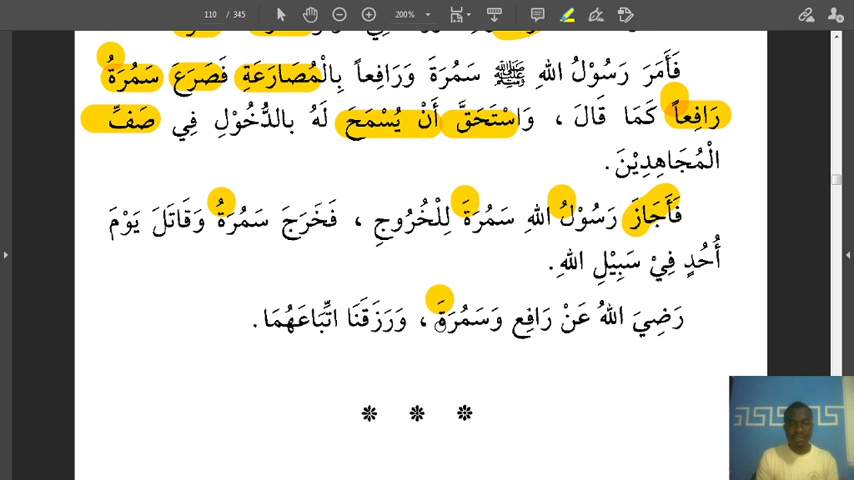 110 / 345
200%
فَأَمَرَ رَسُوْلُ اللهِ ﷺ سَمُرَةَ وَرَافِعاً بِالْمُصَارَعَةِ فَصَرَعَ سَمُرَةُ
رَافِعاً كَمَا قَالَ ، وَاسْتَحَقَّ أَنْ يُسْمَحَ لَهُ بالدُّخُوْلِ فِي صَفِّ
الْمُجَاهِدِيْنَ.
فَأَجَازَ رَسُوْلُ اللهِ سَمُرَةَ لِلْخُرُوجِ ، فَخَرَجَ سَمُرَةُ وَقَاتَلَ يَوْمَ
أُحُدٍ فِيْ سَبِيْلِ اللهِ.
رَضِيَ اللهُ عَنْ رَافِع وَسَمُرَةَ ، وَرَزَقَنَا اتِّبَاعَهُمَا .